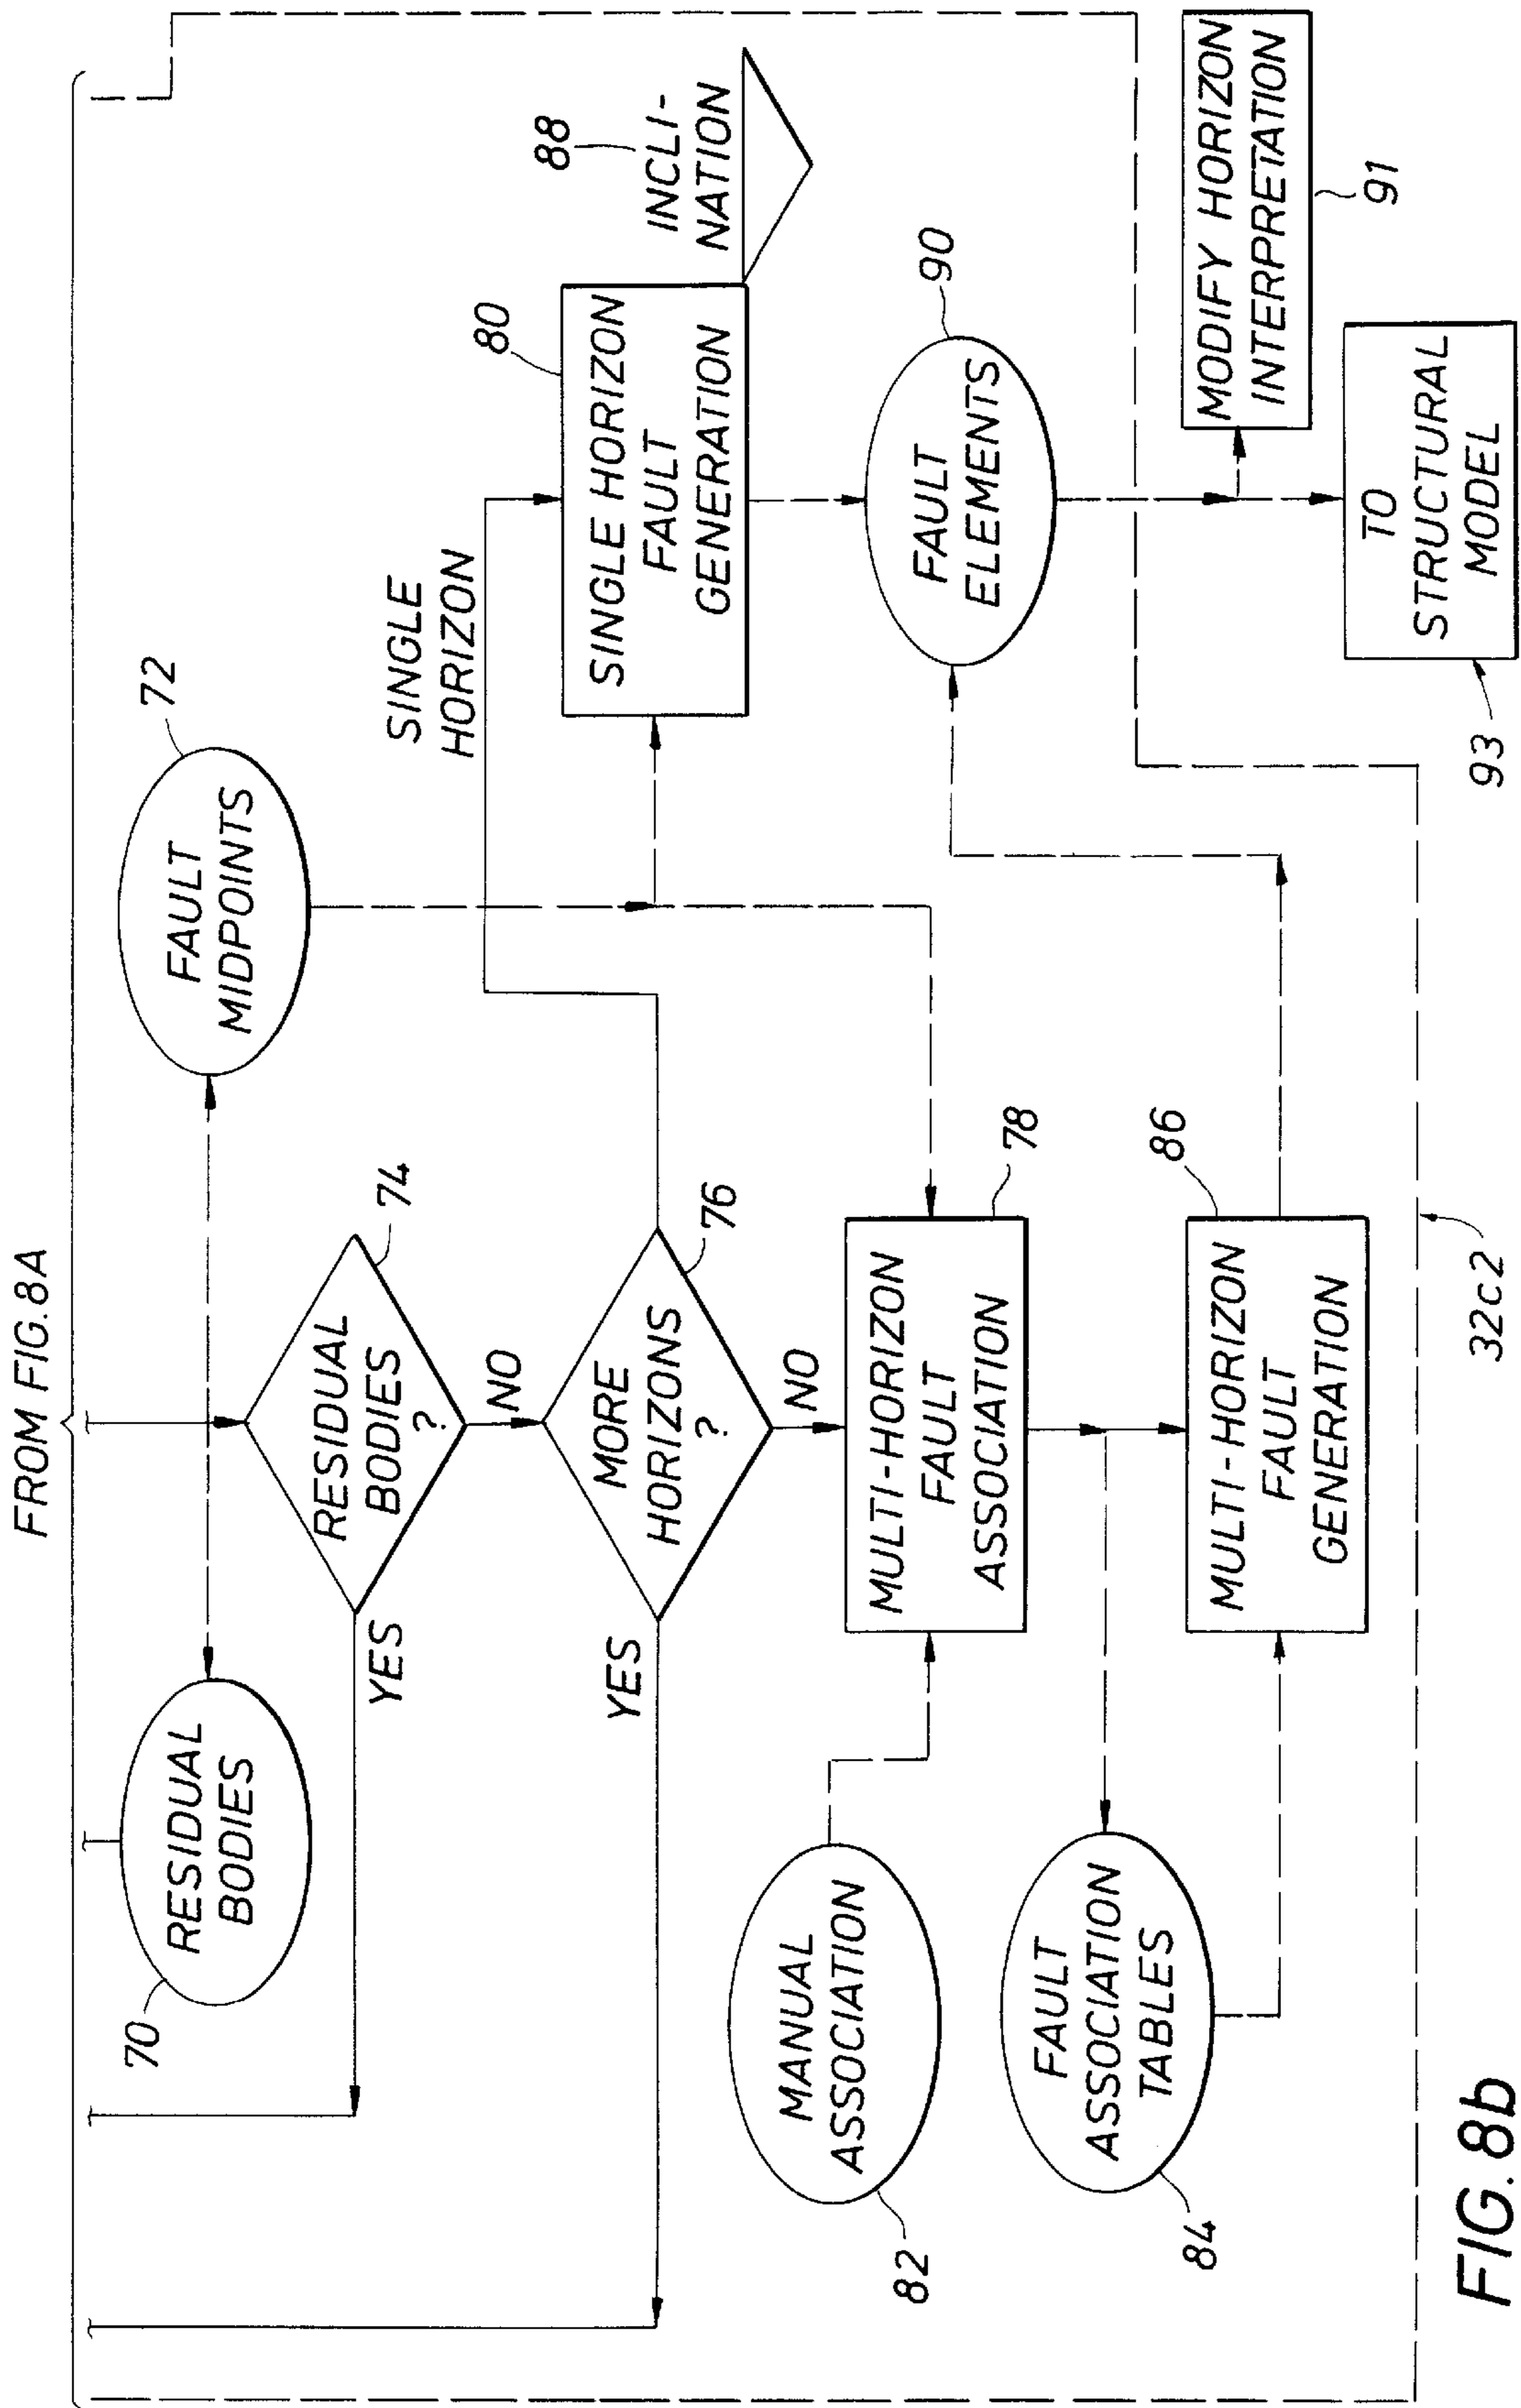 FROM FIG.8A
70
RESIDUAL
BODIES
FAULT
MIDPOINTS
72
RESIDUAL
BODIES
?
74
YES
NO
SINGLE
HORIZON
MORE
HORIZONS
?
76
YES
NO
80
SINGLE HORIZON
FAULT
GENERATION
88
INCLI-
NATION
82
MANUAL
ASSOCIATION
MULTI-HORIZON
FAULT
ASSOCIATION
78
FAULT
ELEMENTS
90
84
FAULT
ASSOCIATION
TABLES
MULTI-HORIZON
FAULT
GENERATION
86
MODIFY HORIZON
INTERPRETATION
91
TO
STRUCTURAL
MODEL
93
32c2
FIG.8b